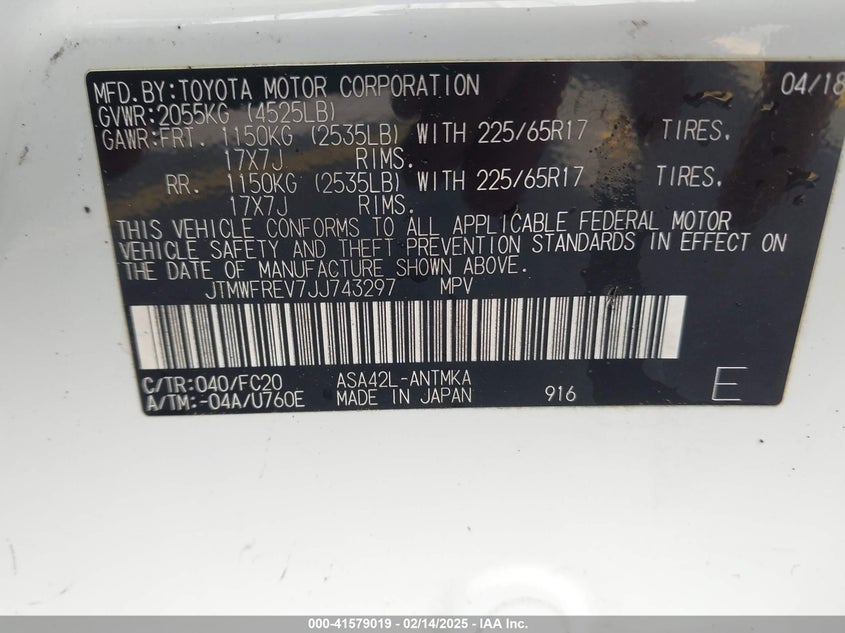 MFD.BY:TOYOTA MOTOR CORPORATION 04/18
GVWR:2055KG (4525LB)
GAWR:FRT. 1150KG (2535LB) WITH 225/65R17 TIRES.
17X7J RIMS.
RR. 1150KG (2535LB) WITH 225/65R17 TIRES.
17X7J RIMS.
THIS VEHICLE CONFORMS TO ALL APPLICABLE FEDERAL MOTOR
VEHICLE SAFETY AND THEFT PREVENTION STANDARDS IN EFFECT ON
THE DATE OF MANUFACTURE SHOWN ABOVE.
JTMWFREV7JJ743297 MPV
C/TR:040/FC20 ASA42L-ANTMKA
A/TM:-04A/U760E MADE IN JAPAN 916 E
000-41579019 - 02/14/2025 - IAA Inc.